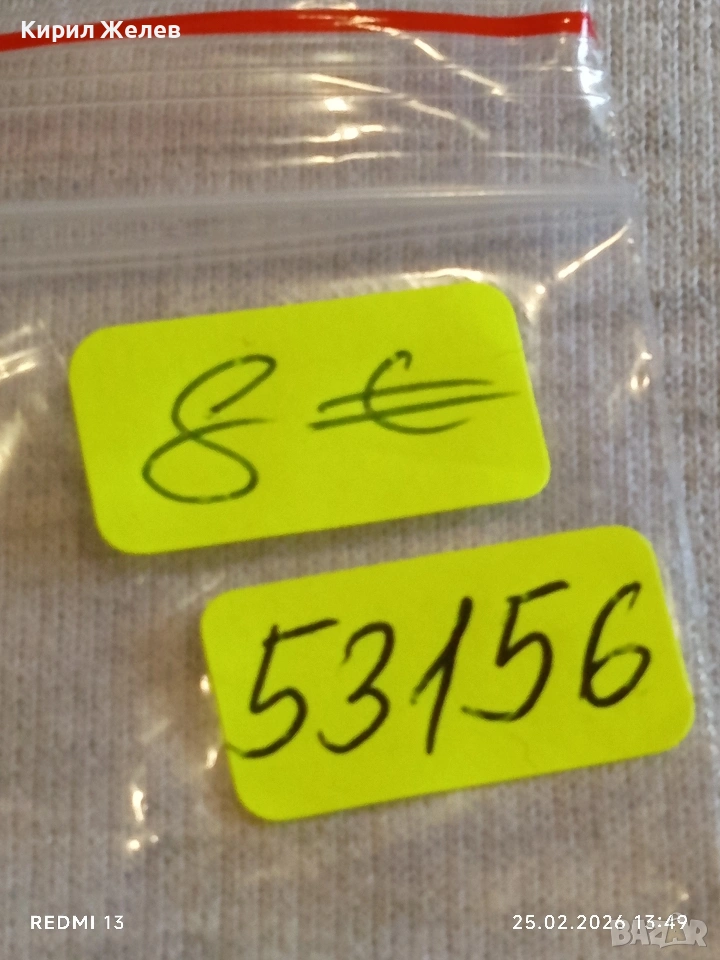 Кирил Желев
8 €
53156
REDMI 13
25.02.2026 13:49
BAZAR